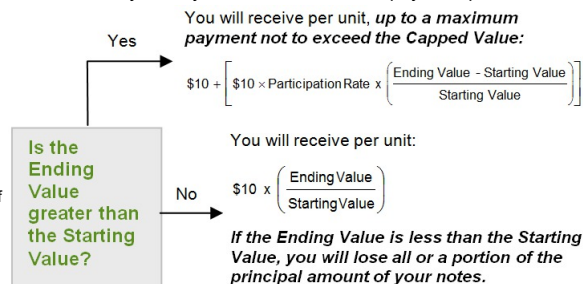 You will receive per unit, up to a maximum
Yes
payment not to exceed the Capped Value:
$10 + [ $10 × Participation Rate x ( Ending Value - Starting Value / Starting Value ) ]
Is the
Ending
Value
greater than
the Starting
Value?
No
You will receive per unit:
$10 x ( Ending Value / Starting Value )
If the Ending Value is less than the Starting
Value, you will lose all or a portion of the
principal amount of your notes.